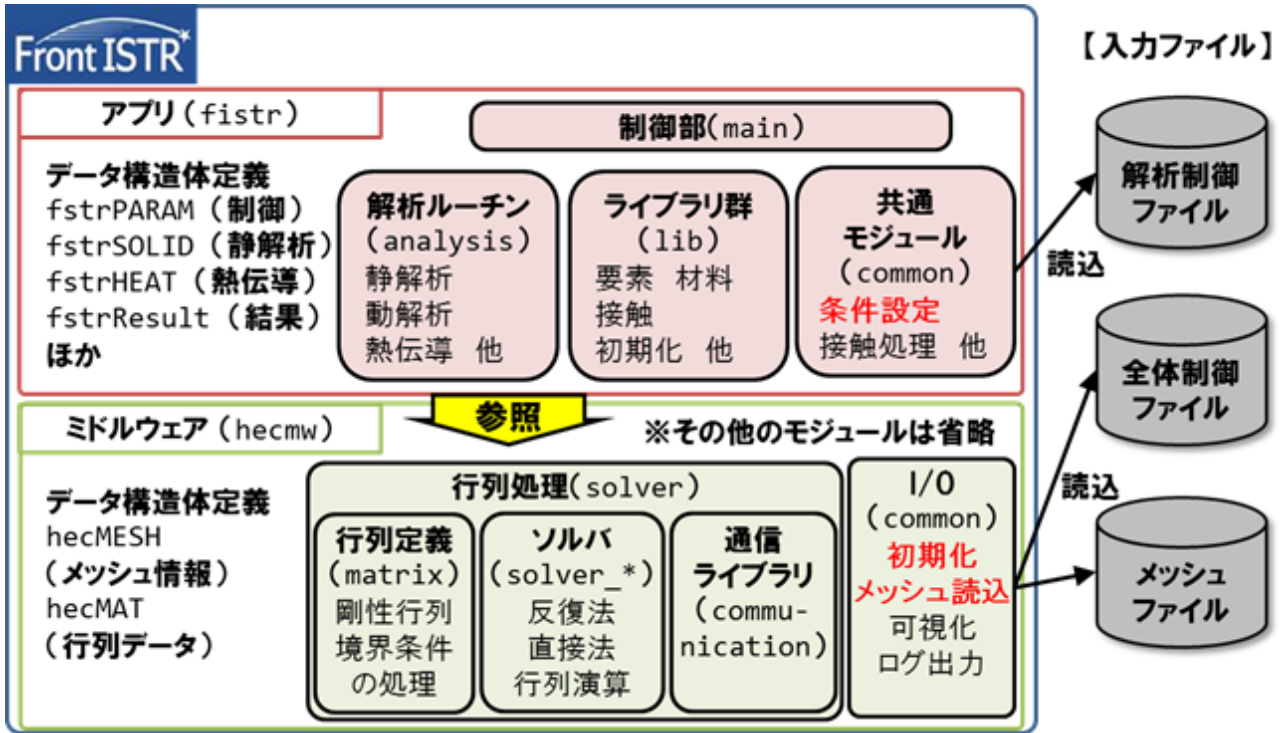 Front ISTR
【入力ファイル】
アプリ(fistr)
制御部(main)
データ構造体定義
fstrPARAM (制御)
fstrSOLID (静解析)
fstrHEAT (熱伝導)
fstrResult (結果)
ほか
解析ルーチン
(analysis)
静解析
動解析
熱伝導 他
ライブラリ群
(lib)
要素 材料
接触
初期化 他
共通
モジュール
(common)
条件設定
接触処理 他
読込
解析制御
ファイル
全体制御
ファイル
参照
ミドルウェア(hecmw)
※その他のモジュールは省略
データ構造体定義
hecMESH
(メッシュ情報)
hecMAT
(行列データ)
行列処理(solver)
行列定義
(matrix)
剛性行列
境界条件
の処理
ソルバ
(solver_*)
反復法
直接法
行列演算
通信
ライブラリ
(commu-
nication)
I/O
(common)
初期化
メッシュ読込
可視化
ログ出力
読込
メッシュ
ファイル